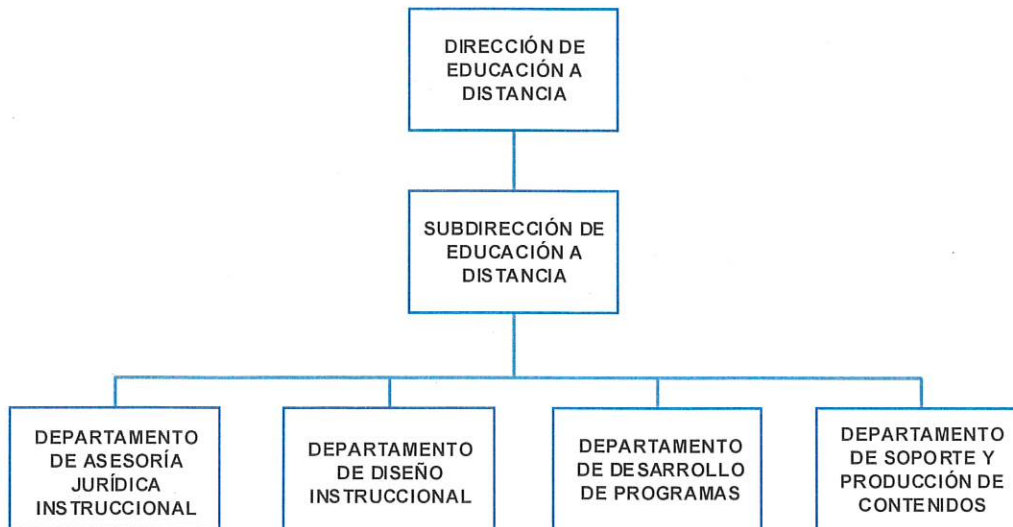 DIRECCIÓN DE
EDUCACIÓN A
DISTANCIA
SUBDIRECCIÓN DE
EDUCACIÓN A
DISTANCIA
DEPARTAMENTO
DE ASESORÍA
JURÍDICA
INSTRUCCIONAL
DEPARTAMENTO
DE DISEÑO
INSTRUCCIONAL
DEPARTAMENTO
DE DESARROLLO
DE PROGRAMAS
DEPARTAMENTO
DE SOPORTE Y
PRODUCCIÓN DE
CONTENIDOS